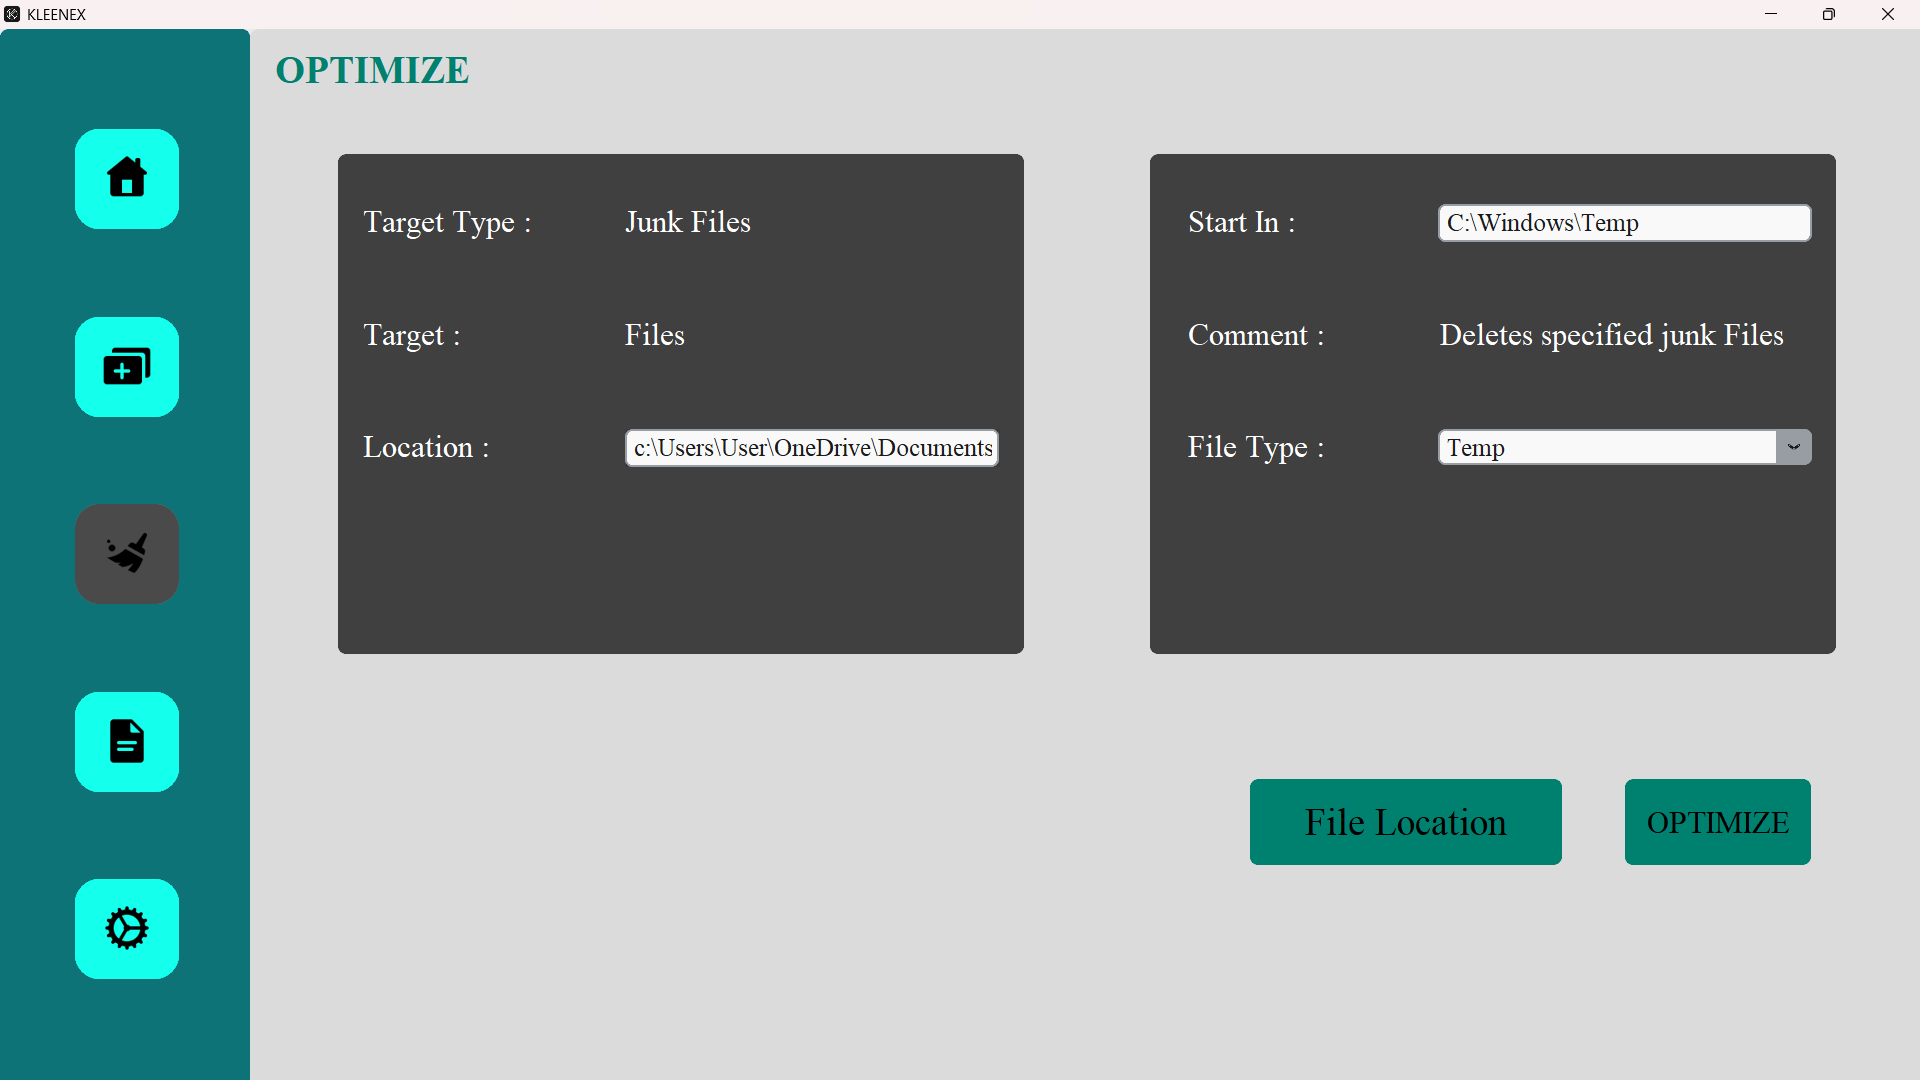 KLEENEX
OPTIMIZE
Target Type : Junk Files
Target : Files
Location : c:\Users\User\OneDrive\Documents
Start In : C:\Windows\Temp
Comment : Deletes specified junk Files
File Type : Temp
File Location
OPTIMIZE